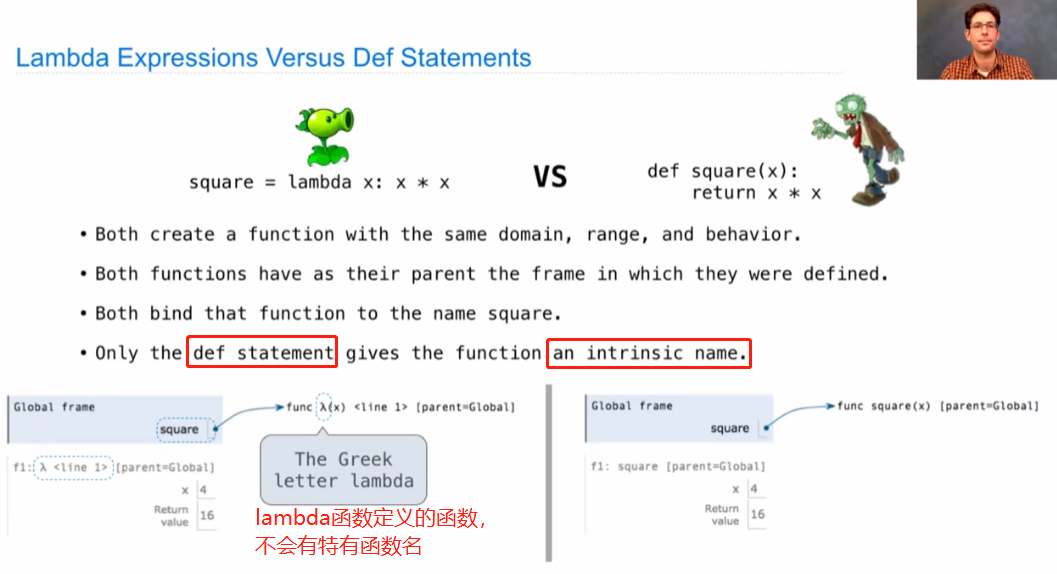 Lambda Expressions Versus Def Statements
square = lambda x: x * x
VS
def square(x):
return x * x
• Both create a function with the same domain, range, and behavior.
• Both functions have as their parent the frame in which they were defined.
• Both bind that function to the name square.
• Only the def statement gives the function an intrinsic name.
Global frame
square
func λ(x) <line 1> [parent=Global]
f1: λ <line 1> [parent=Global]
x 4
Return value 16
The Greek
letter lambda
lambda函数定义的函数，
不会有特有函数名
Global frame
square
func square(x) [parent=Global]
f1: square [parent=Global]
x 4
Return value 16